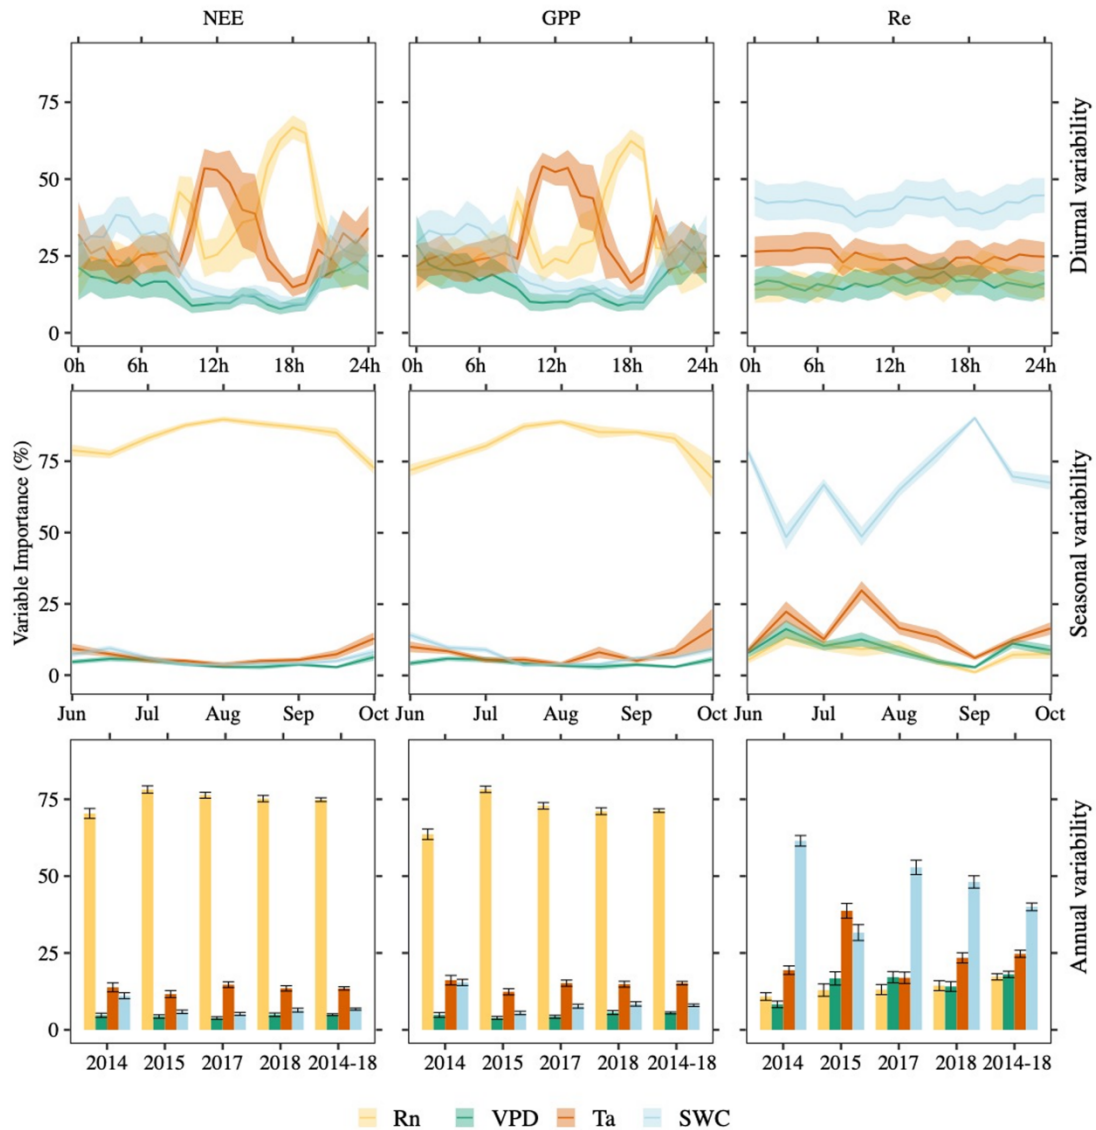 NEE GPP Re
75
50
25
0
Diurnal variability
0h 6h 12h 18h 24h 0h 6h 12h 18h 24h 0h 6h 12h 18h 24h
Variable Importance (%)
75
50
25
0
Seasonal variability
Jun Jul Aug Sep Oct Jun Jul Aug Sep Oct Jun Jul Aug Sep Oct
75
50
25
0
Annual variability
2014 2015 2017 2018 2014-18 2014 2015 2017 2018 2014-18 2014 2015 2017 2018 2014-18
Rn VPD Ta SWC